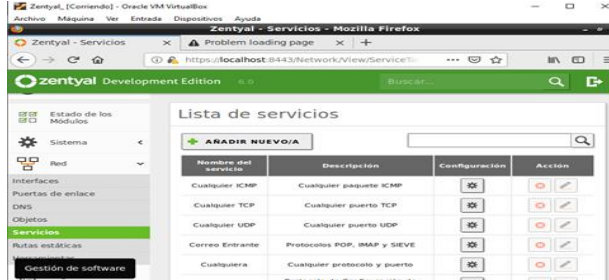 Zentyal_ [Corriendo] - Oracle VM VirtualBox
Archivo Máquina Ver Entrada Dispositivos Ayuda
Zentyal - Servicios - Mozilla Firefox
Zentyal - Servicios
Problem loading page
https://localhost:8443/Network/View/ServiceT
zentyal Development Edition 6.0
Buscar...
Estado de los
Módulos
Sistema
Red
Interfaces
Puertas de enlace
DNS
Objetos
Servicios
Rutas estáticas
Herramientas
Gestión de software
Lista de servicios
AÑADIR NUEVO/A
Nombre del servicio Descripción Configuración Acción
Cualquier ICMP Cualquier paquete ICMP
Cualquier TCP Cualquier puerto TCP
Cualquier UDP Cualquier puerto UDP
Correo Entrante Protocolos POP, IMAP y SIEVE
Cualquiera Cualquier protocolo y puerto